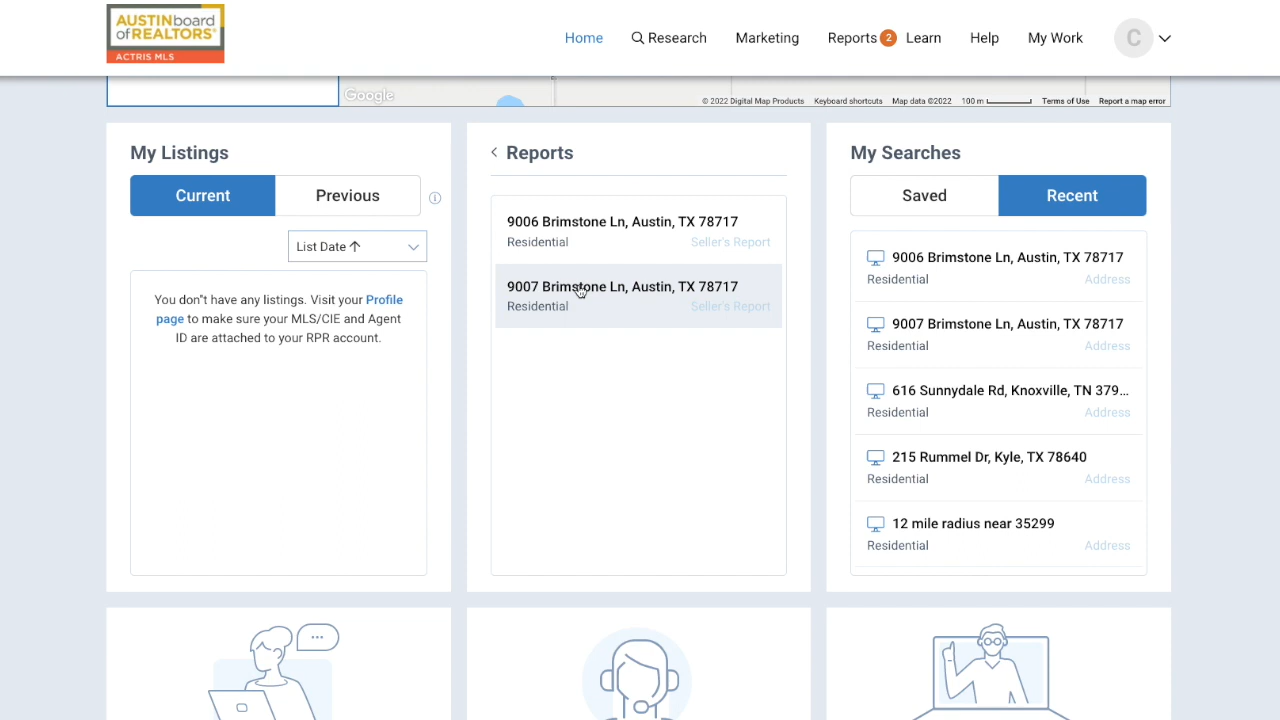 AUSTINboard
of REALTORS®
ACTRIS MLS
Home
Research
Marketing
Reports 2
Learn
Help
My Work
C
Google
© 2022 Digital Map Products
Keyboard shortcuts
Map data ©2022
100 m
Terms of Use
Report a map error
My Listings
Current
Previous
List Date ↑
You don"t have any listings. Visit your Profile
page to make sure your MLS/CIE and Agent
ID are attached to your RPR account.
Reports
9006 Brimstone Ln, Austin, TX 78717
Residential
Seller's Report
9007 Brimstone Ln, Austin, TX 78717
Residential
Seller's Report
My Searches
Saved
Recent
9006 Brimstone Ln, Austin, TX 78717
Residential
Address
9007 Brimstone Ln, Austin, TX 78717
Residential
Address
616 Sunnydale Rd, Knoxville, TN 379...
Residential
Address
215 Rummel Dr, Kyle, TX 78640
Residential
Address
12 mile radius near 35299
Residential
Address